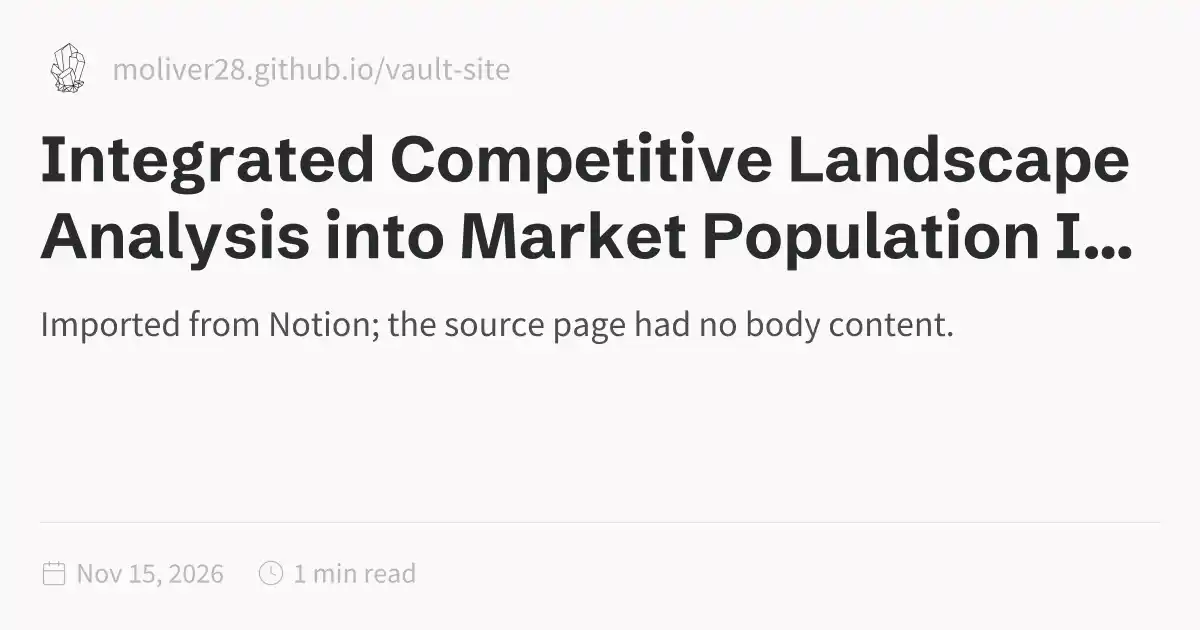 moliver28.github.io/vault-site
Integrated Competitive Landscape
Analysis into Market Population I...
Imported from Notion; the source page had no body content.
Nov 15, 2026 1 min read